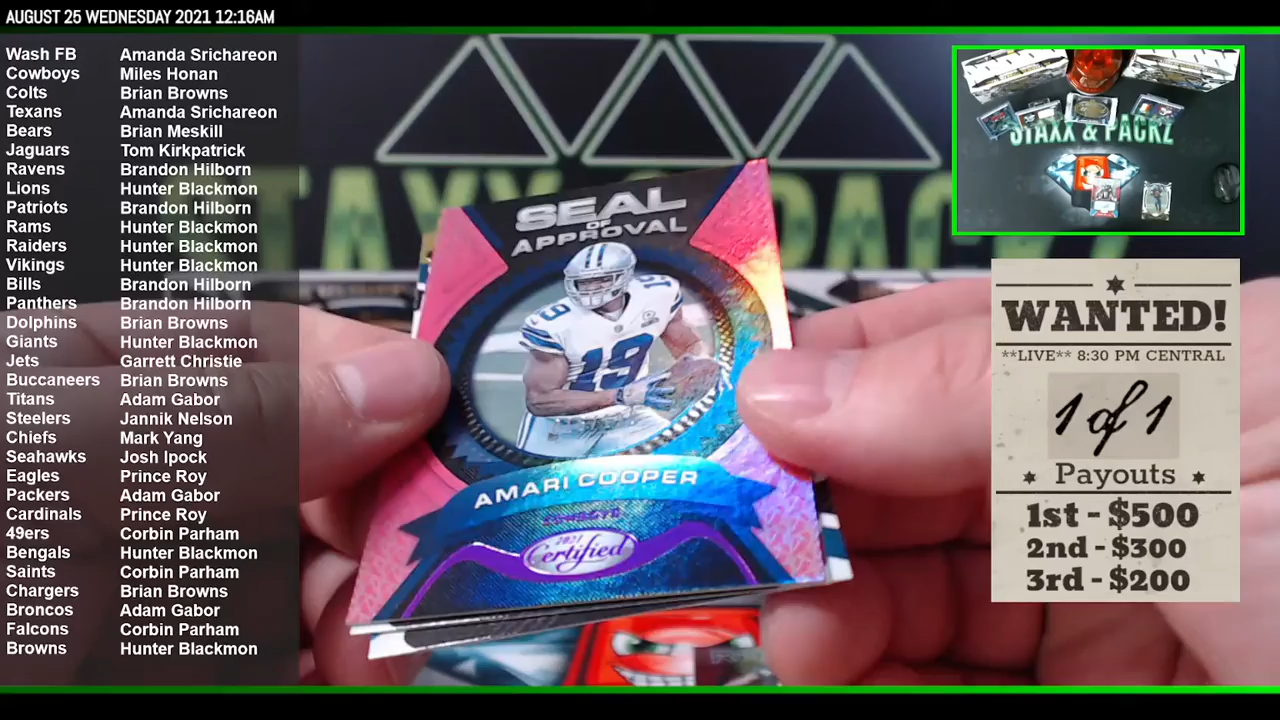 AUGUST 25 WEDNESDAY 2021 12:16AM
Wash FB Amanda Srichareon
Cowboys Miles Honan
Colts Brian Browns
Texans Amanda Srichareon
Bears Brian Meskill
Jaguars Tom Kirkpatrick
Ravens Brandon Hilborn
Lions Hunter Blackmon
Patriots Brandon Hilborn
Rams Hunter Blackmon
Raiders Hunter Blackmon
Vikings Hunter Blackmon
Bills Brandon Hilborn
Panthers Brandon Hilborn
Dolphins Brian Browns
Giants Hunter Blackmon
Jets Garrett Christie
Buccaneers Brian Browns
Titans Adam Gabor
Steelers Jannik Nelson
Chiefs Mark Yang
Seahawks Josh Ipock
Eagles Prince Roy
Packers Adam Gabor
Cardinals Prince Roy
49ers Corbin Parham
Bengals Hunter Blackmon
Saints Corbin Parham
Chargers Brian Browns
Broncos Adam Gabor
Falcons Corbin Parham
Browns Hunter Blackmon
SEAL
OF
APPROVAL
19
19
AMARI COOPER
COWBOYS
2021
Certified
STAXX & PACKZ
WANTED!
**LIVE** 8:30 PM CENTRAL
1 of 1
Payouts
1st - $500
2nd - $300
3rd - $200